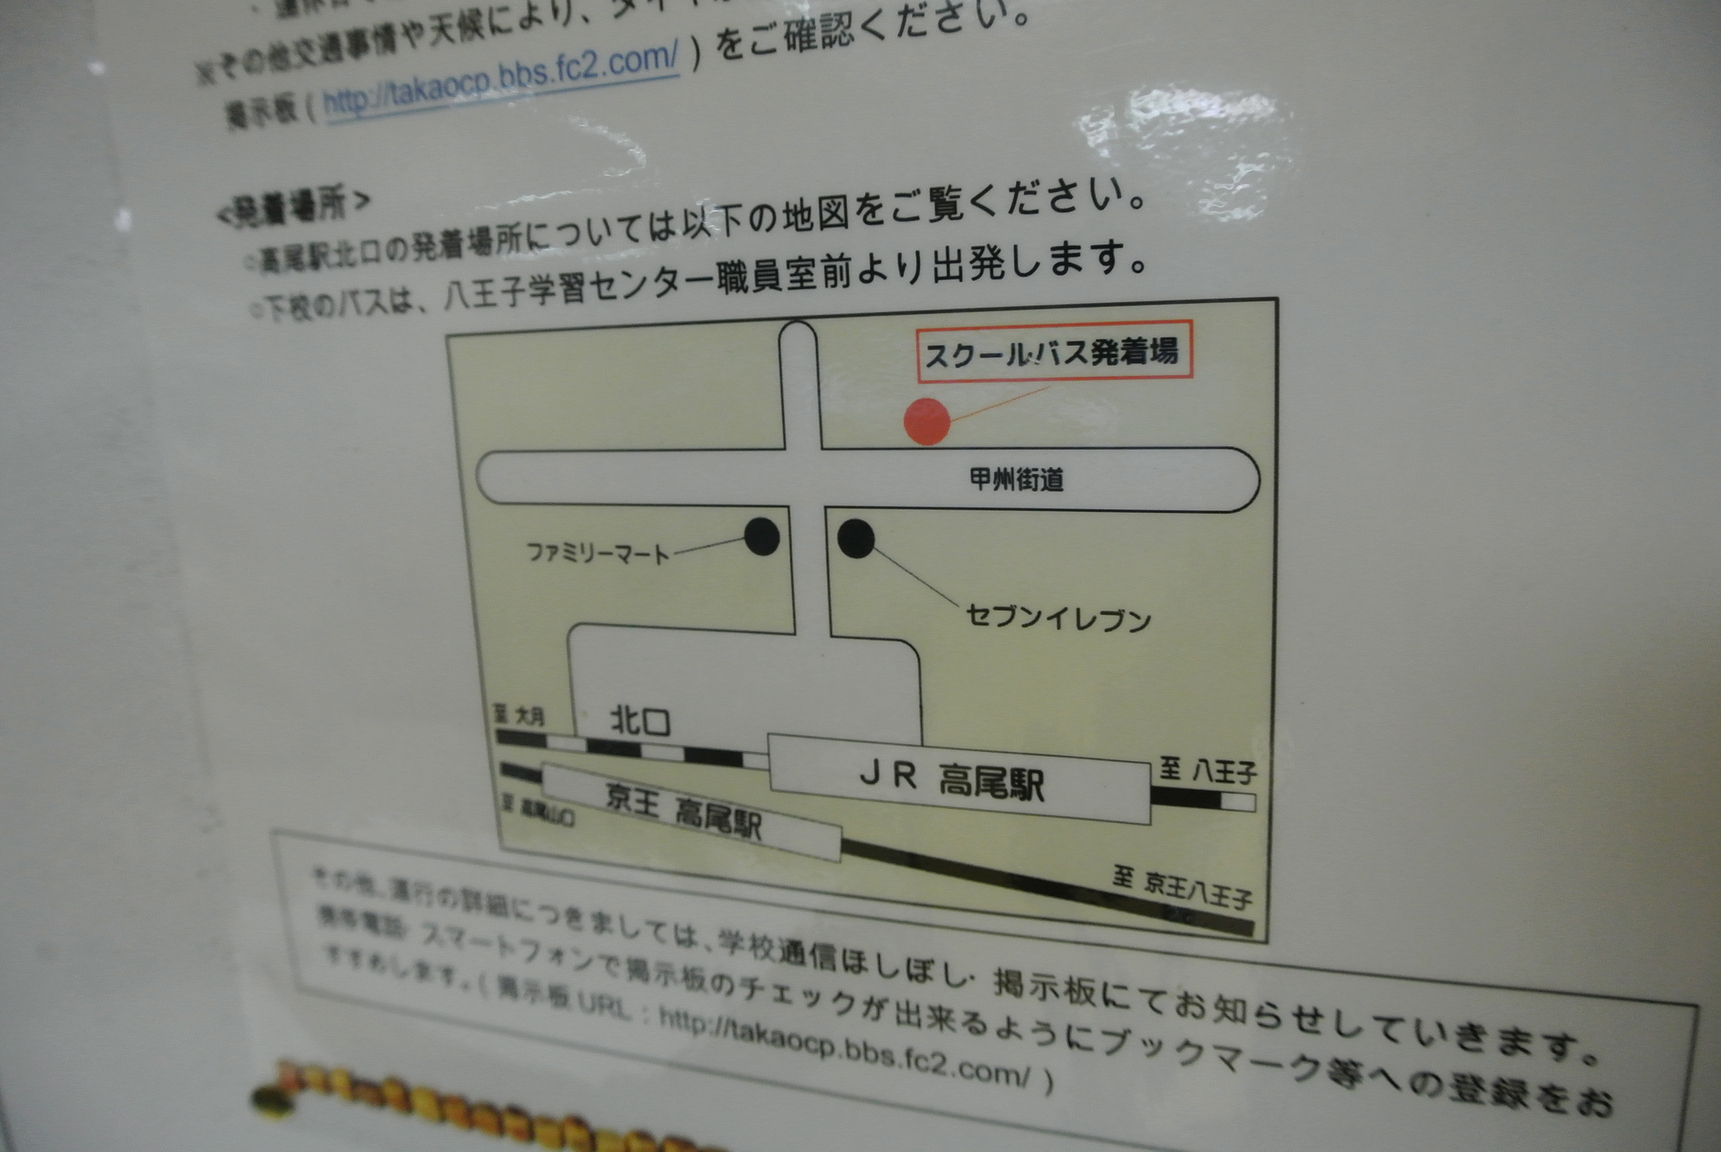 ※その他交通事情や天候により、ダイヤ
掲示板（http://takaocp.bbs.fc2.com/）をご確認ください。
<発着場所>
○高尾駅北口の発着場所については以下の地図をご覧ください。
○下校のバスは、八王子学習センター職員室前より出発します。
スクールバス発着場
甲州街道
ファミリーマート
セブンイレブン
至 大月
北口
JR 高尾駅
至 八王子
京王 高尾駅
至 高尾山口
至 京王八王子
その他、運行の詳細につきましては、学校通信ほしぼし・掲示板にてお知らせしていきます。
携帯電話・スマートフォンで掲示板のチェックが出来るようにブックマーク等への登録をお
すすめします。（掲示板URL：http://takaocp.bbs.fc2.com/）